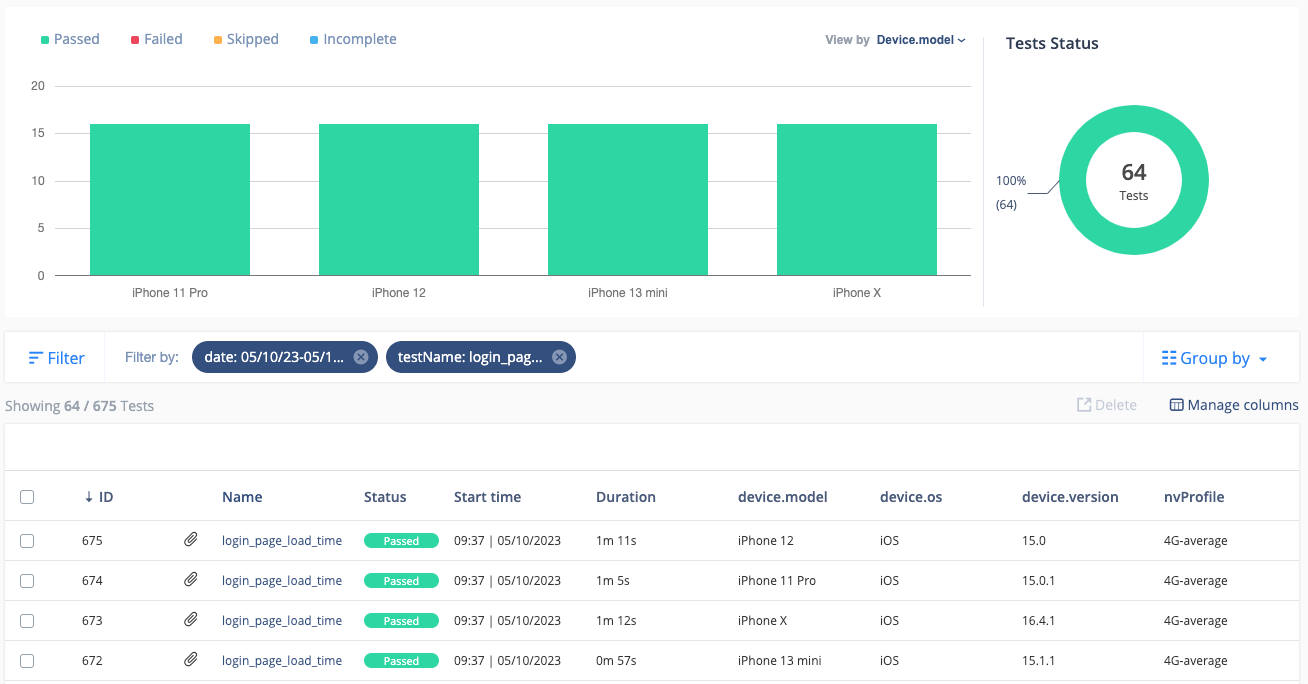 Passed Failed Skipped Incomplete View by Device.model Tests Status
20
15
10
5
0
iPhone 11 Pro iPhone 12 iPhone 13 mini iPhone X
100%
(64)
64
Tests
Filter Filter by: date: 05/10/23-05/1... testName: login_pag... Group by
Showing 64 / 675 Tests Delete Manage columns
ID Name Status Start time Duration device.model device.os device.version nvProfile
675 login_page_load_time Passed 09:37 | 05/10/2023 1m 11s iPhone 12 iOS 15.0 4G-average
674 login_page_load_time Passed 09:37 | 05/10/2023 1m 5s iPhone 11 Pro iOS 15.0.1 4G-average
673 login_page_load_time Passed 09:37 | 05/10/2023 1m 12s iPhone X iOS 16.4.1 4G-average
672 login_page_load_time Passed 09:37 | 05/10/2023 0m 57s iPhone 13 mini iOS 15.1.1 4G-average